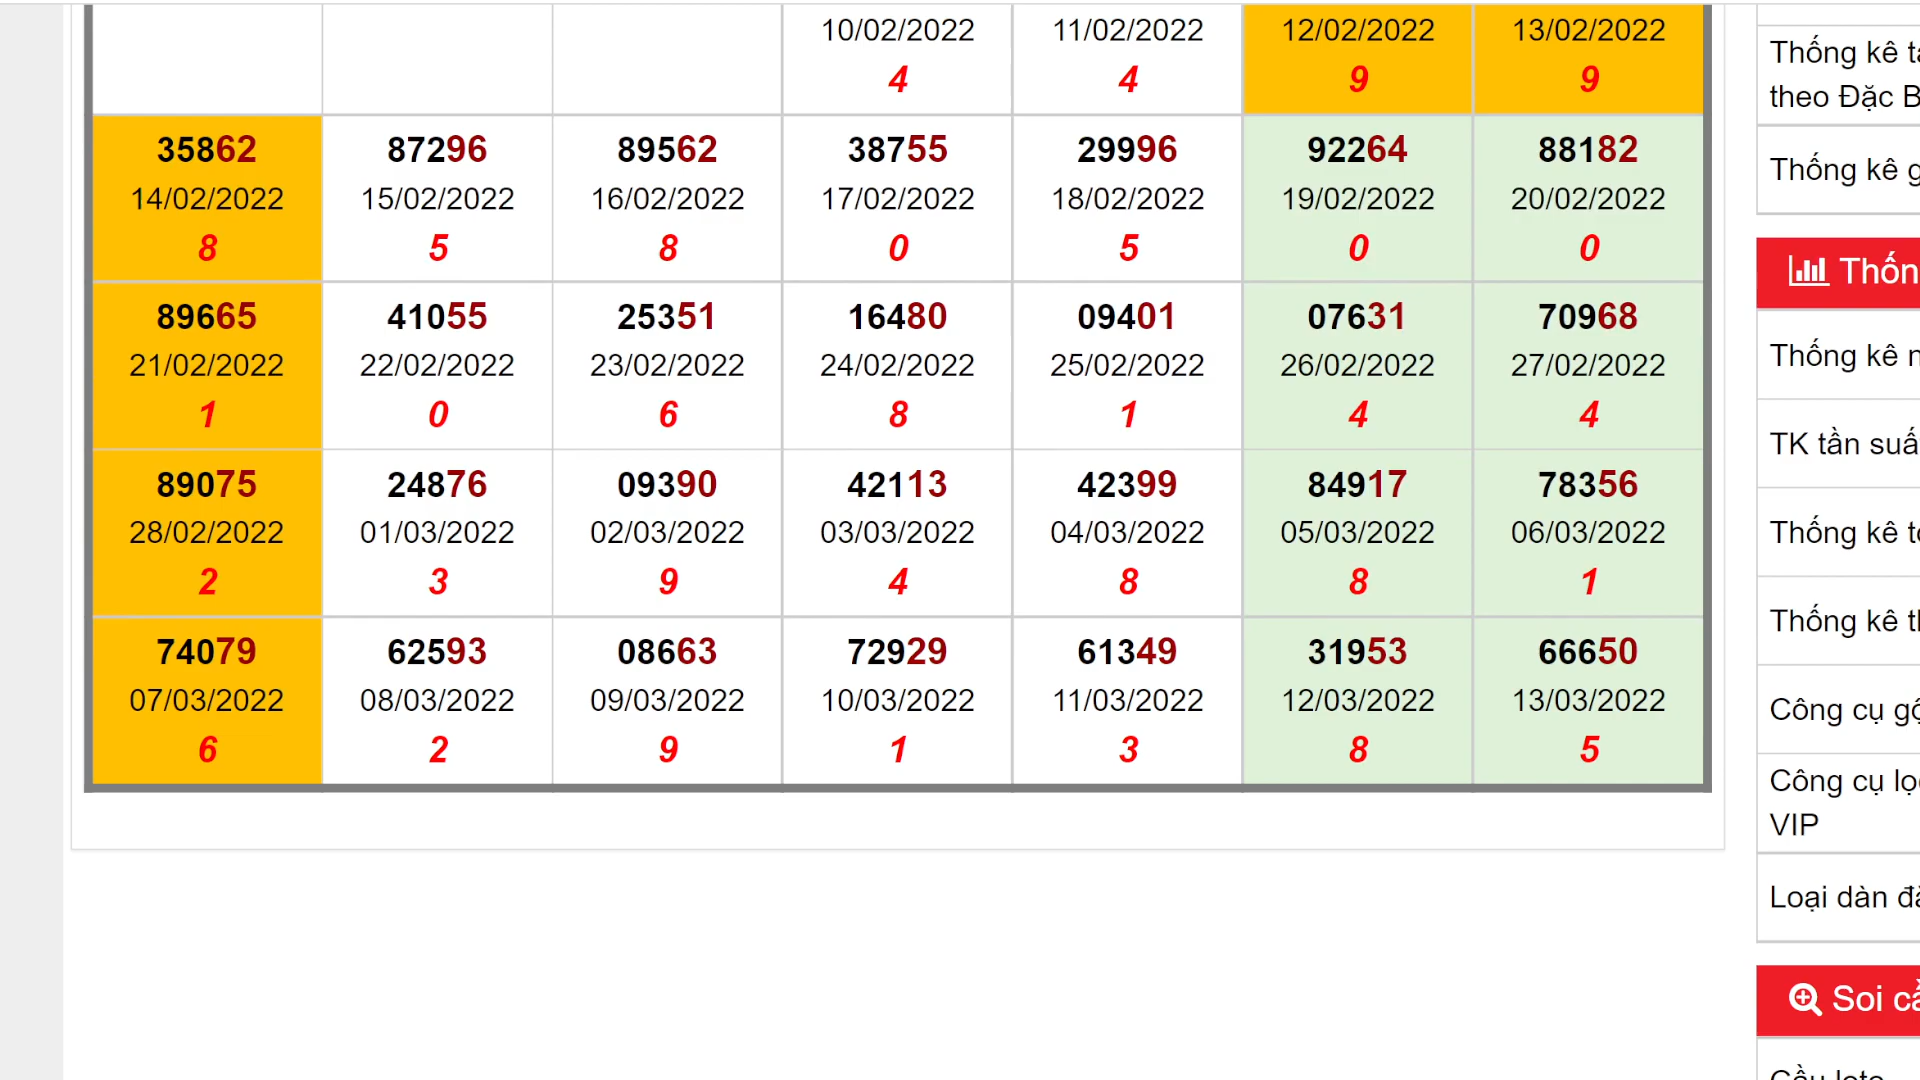 10/02/2022 11/02/2022 12/02/2022 13/02/2022
4 4 9 9
35862 87296 89562 38755 29996 92264 88182
14/02/2022 15/02/2022 16/02/2022 17/02/2022 18/02/2022 19/02/2022 20/02/2022
8 5 8 0 5 0 0
89665 41055 25351 16480 09401 07631 70968
21/02/2022 22/02/2022 23/02/2022 24/02/2022 25/02/2022 26/02/2022 27/02/2022
1 0 6 8 1 4 4
89075 24876 09390 42113 42399 84917 78356
28/02/2022 01/03/2022 02/03/2022 03/03/2022 04/03/2022 05/03/2022 06/03/2022
2 3 9 4 8 8 1
74079 62593 08663 72929 61349 31953 66650
07/03/2022 08/03/2022 09/03/2022 10/03/2022 11/03/2022 12/03/2022 13/03/2022
6 2 9 1 3 8 5
Thống kê
theo Đặc
Thống kê
Thống kê
TK tần
Thống kê
Thống kê
Công cụ
Công cụ
VIP
Loại dàn
Soi